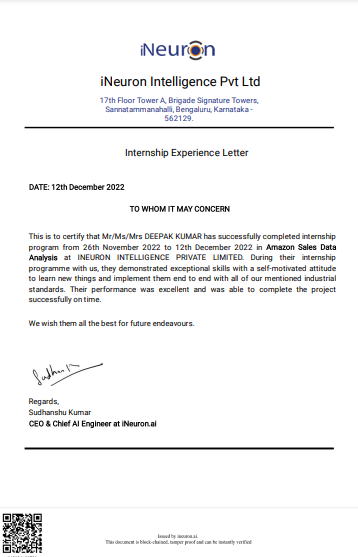 iNeuron
iNeuron Intelligence Pvt Ltd
17th Floor Tower A, Brigade Signature Towers,
Sannatammanahalli, Bengaluru, Karnataka -
562129.
Internship Experience Letter
DATE: 12th December 2022
TO WHOM IT MAY CONCERN
This is to certify that Mr/Ms/Mrs DEEPAK KUMAR has successfully completed internship
program from 26th November 2022 to 12th December 2022 in Amazon Sales Data
Analysis at INEURON INTELLIGENCE PRIVATE LIMITED. During their internship
programme with us, they demonstrated exceptional skills with a self-motivated attitude
to learn new things and implement them end to end with all of our mentioned industrial
standards. Their performance was excellent and was able to complete the project
successfully on time.
We wish them all the best for future endeavours.
Sudhan
Regards,
Sudhanshu Kumar
CEO & Chief AI Engineer at iNeuron.ai
Issued by ineuron.ai.
This document is block-chained, tamper proof and can be instantly verified